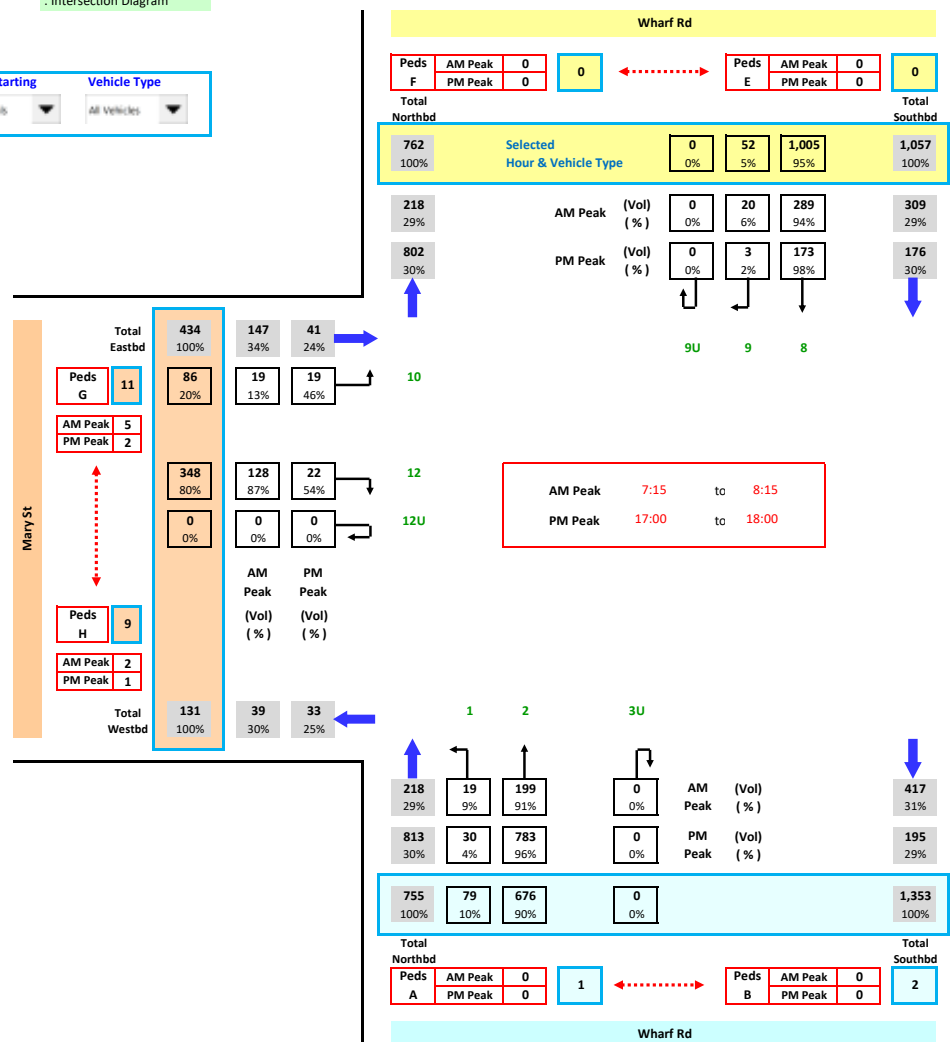 : Intersection Diagram
Wharf Rd
Vehicle Type
All Vehicles
Peds AM Peak 0
F PM Peak 0
0
Peds AM Peak 0
E PM Peak 0
0
Total
Northbd
Total
Southbd
762 Selected 0 52 1,005 1,057
100% Hour & Vehicle Type 0% 5% 95% 100%
218 AM Peak (Vol) 0 20 289 309
29% ( % ) 0% 6% 94% 29%
802 PM Peak (Vol) 0 3 173 176
30% ( % ) 0% 2% 98% 30%
Total 434 147 41
Eastbd 100% 34% 24%
9U 9 8
Peds 11 86 19 19 10
G 20% 13% 46%
AM Peak 5
PM Peak 2
348 128 22 12
80% 87% 54%
0 0 0 12U
0% 0% 0%
AM Peak 7:15 to 8:15
PM Peak 17:00 to 18:00
Mary St
AM PM
Peak Peak
(Vol) (Vol)
( % ) ( % )
Peds 9
H
AM Peak 2
PM Peak 1
Total 131 39 33
Westbd 100% 30% 25%
1 2 3U
218 19 199 0 AM (Vol) 417
29% 9% 91% 0% Peak ( % ) 31%
813 30 783 0 PM (Vol) 195
30% 4% 96% 0% Peak ( % ) 29%
755 79 676 0 1,353
100% 10% 90% 0% 100%
Total
Northbd
Total
Southbd
Peds AM Peak 0
A PM Peak 0
1
Peds AM Peak 0
B PM Peak 0
2
Wharf Rd